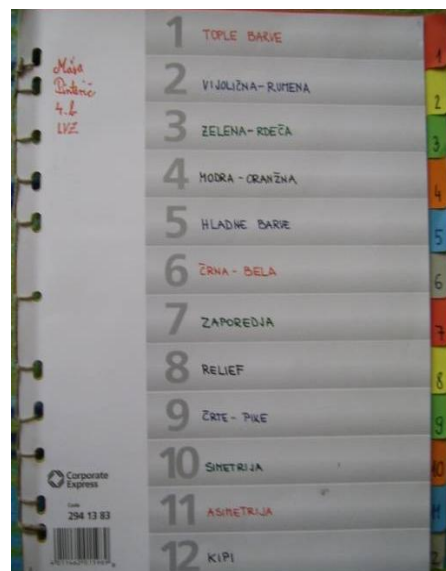 Maša
Pinterič
4. b
LVZ
1 TOPLE BARVE
2 VIJOLIČNA-RUMENA
3 ZELENA-RDEČA
4 MODRA-ORANŽNA
5 HLADNE BARVE
6 ČRNA-BELA
7 ZAPOREDJA
8 RELIEF
9 ČRTE-PIKE
10 SIMETRIJA
11 ASIMETRIJA
12 KIPI
1
2
3
4
5
6
7
8
9
10
11
Corporate
Express
Code
294 13 83